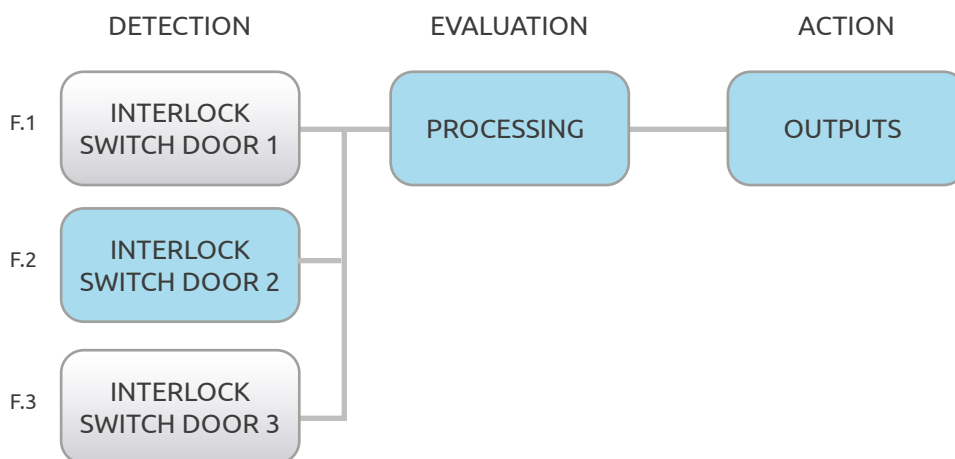 DETECTION
EVALUATION
ACTION
F.1
INTERLOCK
SWITCH DOOR 1
PROCESSING
OUTPUTS
F.2
INTERLOCK
SWITCH DOOR 2
F.3
INTERLOCK
SWITCH DOOR 3